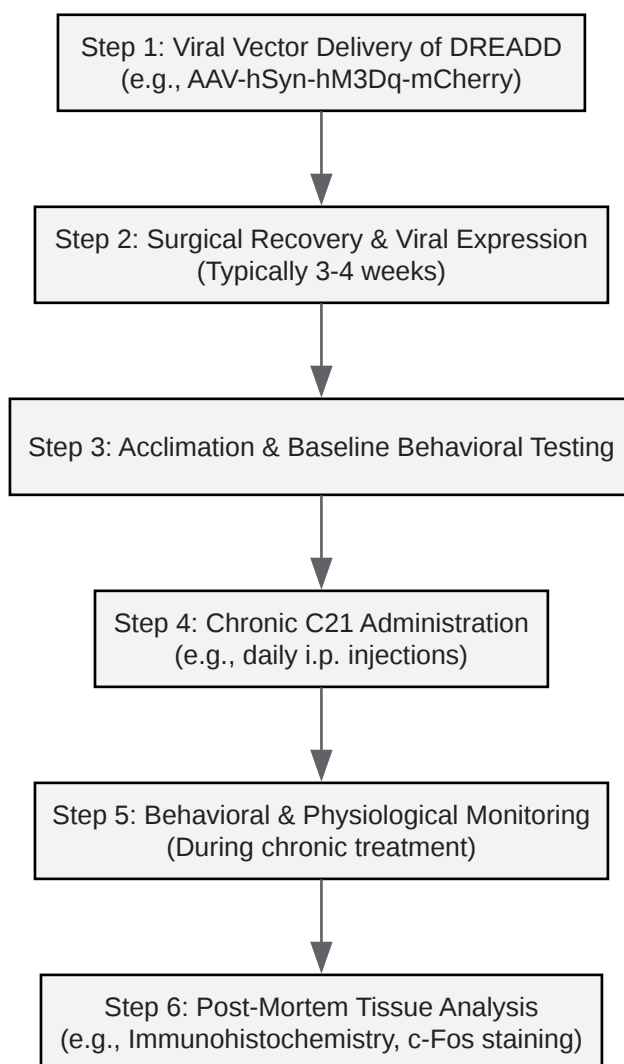 Step 1: Viral Vector Delivery of DREADD
(e.g., AAV-hSyn-hM3Dq-mCherry)
Step 2: Surgical Recovery & Viral Expression
(Typically 3-4 weeks)
Step 3: Acclimation & Baseline Behavioral Testing
Step 4: Chronic C21 Administration
(e.g., daily i.p. injections)
Step 5: Behavioral & Physiological Monitoring
(During chronic treatment)
Step 6: Post-Mortem Tissue Analysis
(e.g., Immunohistochemistry, c-Fos staining)